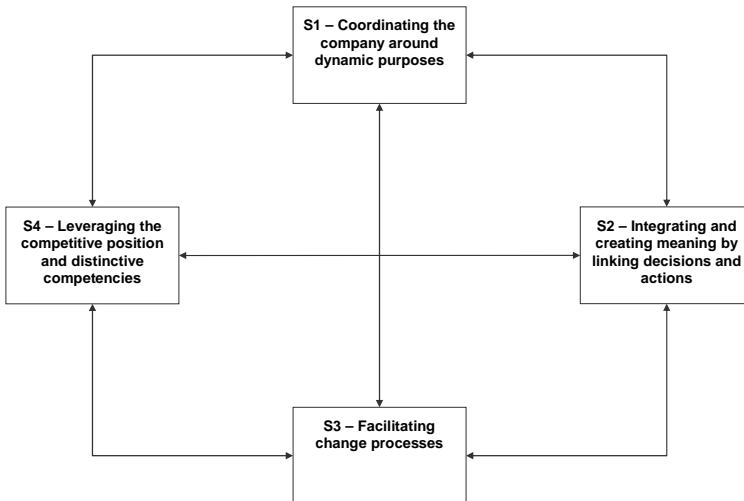 S1 – Coordinating the
company around
dynamic purposes
S4 – Leveraging the
competitive position
and distinctive
competencies
S2 – Integrating and
creating meaning by
linking decisions and
actions
S3 – Facilitating
change processes